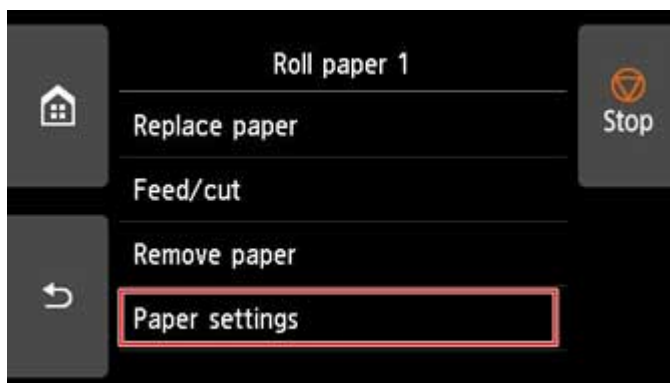 Roll paper 1
Stop
Replace paper
Feed/cut
Remove paper
Paper settings